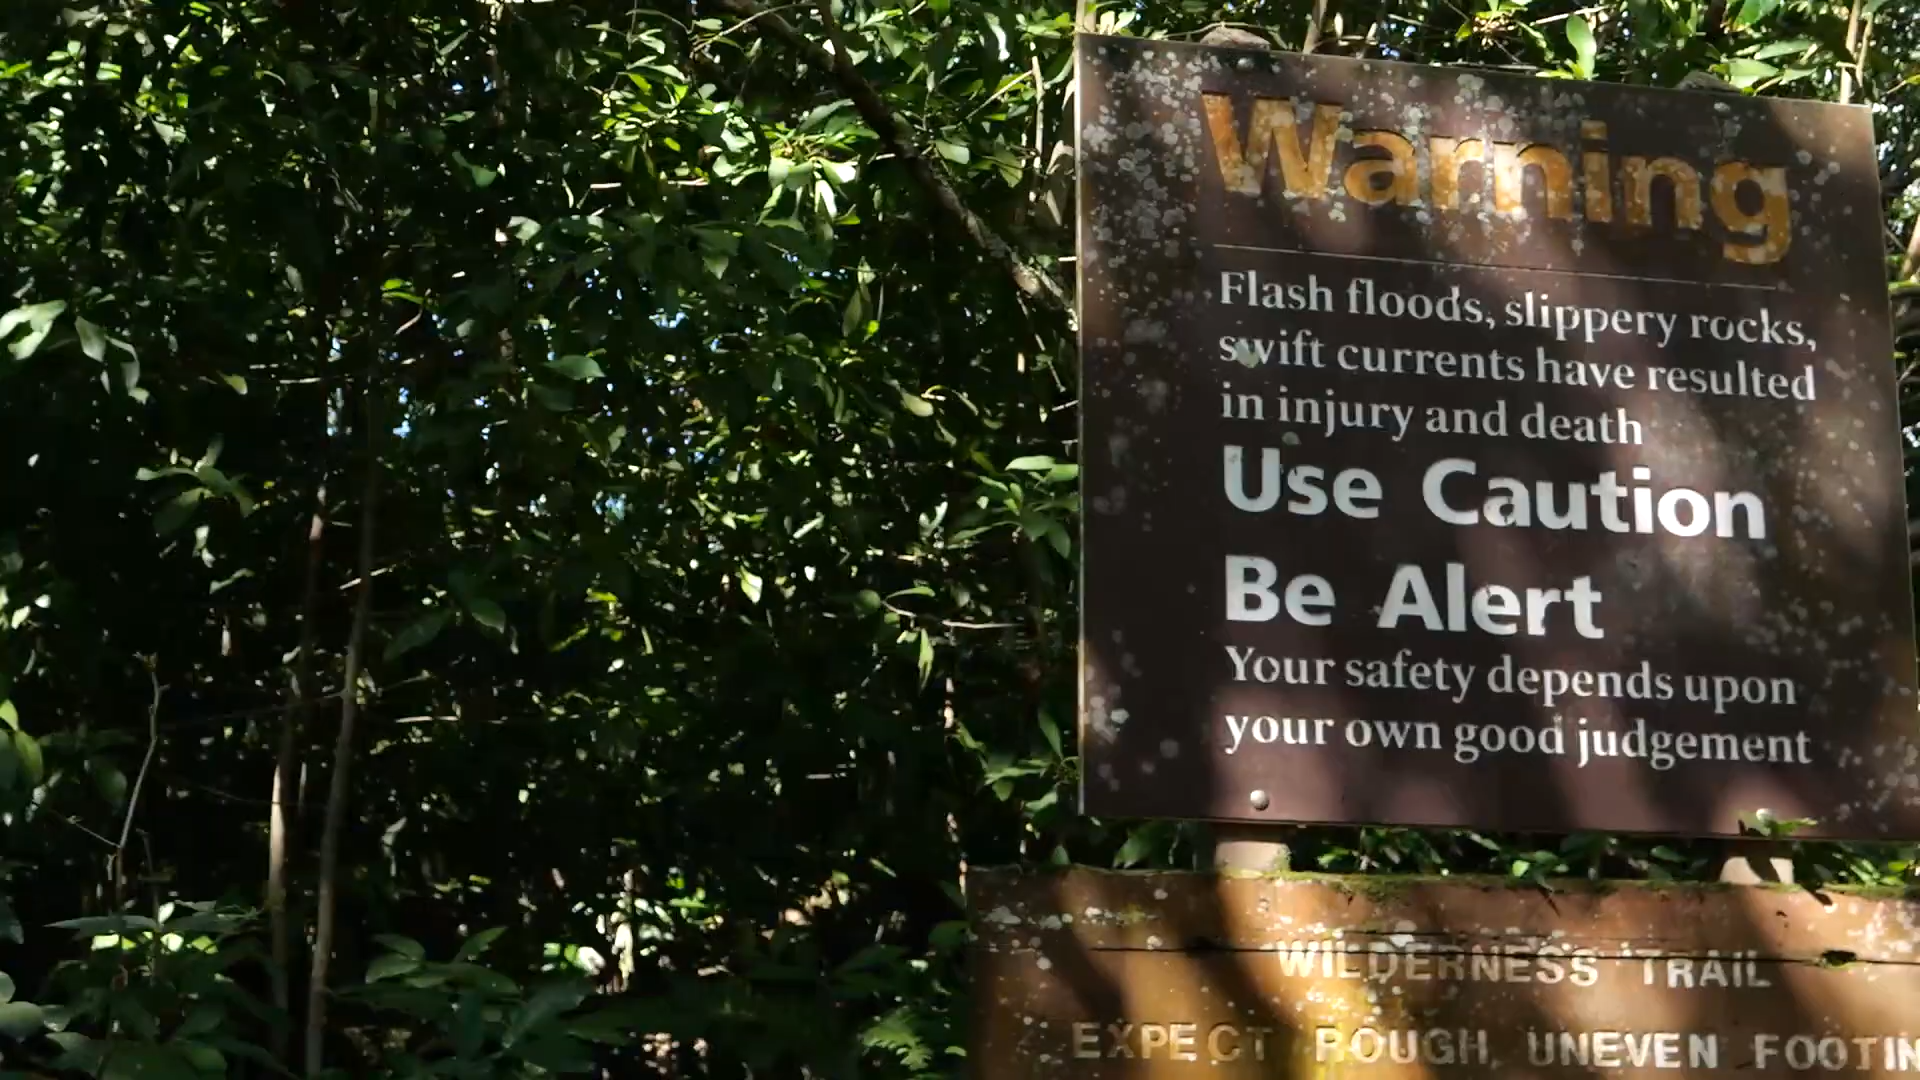 Warning
Flash floods, slippery rocks,
swift currents have resulted
in injury and death
Use Caution
Be Alert
Your safety depends upon
your own good judgement
WILDERNESS TRAIL
EXPECT ROUGH, UNEVEN FOOTIN